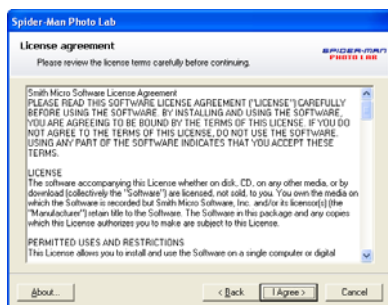 Spider-Man Photo Lab
License agreement
Please review the license terms carefully before continuing.
SPIDER-MAN
PHOTO LAB
Smith Micro Software License Agreement
PLEASE READ THIS SOFTWARE LICENSE AGREEMENT ("LICENSE") CAREFULLY
BEFORE USING THE SOFTWARE. BY INSTALLING AND USING THE SOFTWARE,
YOU ARE AGREEING TO BE BOUND BY THE TERMS OF THIS LICENSE. IF YOU DO
NOT AGREE TO THE TERMS OF THIS LICENSE, DO NOT USE THE SOFTWARE.
USING ANY PART OF THE SOFTWARE INDICATES THAT YOU ACCEPT THESE
TERMS.
LICENSE
The software accompanying this License whether on disk, CD, on any other media, or by
download (collectively the "Software") are licensed, not sold, to you. You own the media on
which the Software is recorded but Smith Micro Software, Inc. and/or its licensor(s) (the
"Manufacturer") retain title to the Software. The Software in this package and any copies
which this License authorizes you to make are subject to this License.
PERMITTED USES AND RESTRICTIONS
This License allows you to install and use the Software on a single computer or digital
About...
< Back
I Agree >
Cancel